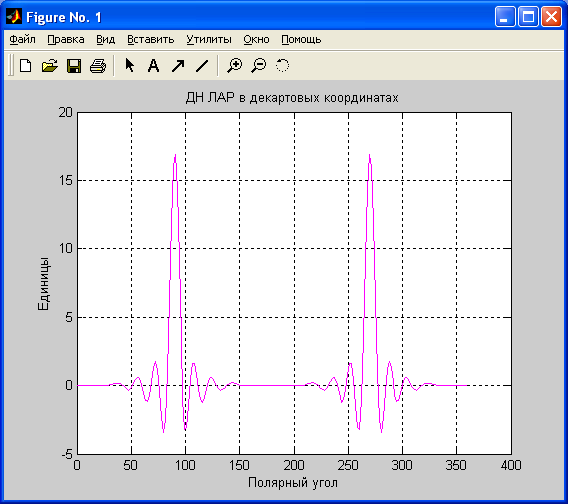 Figure No. 1
Файл Правка Вид Вставить Утилиты Окно Помощь
A
ДН ЛАР в декартовых координатах
20
15
10
5
0
-5
Единицы
0 50 100 150 200 250 300 350 400
Полярный угол